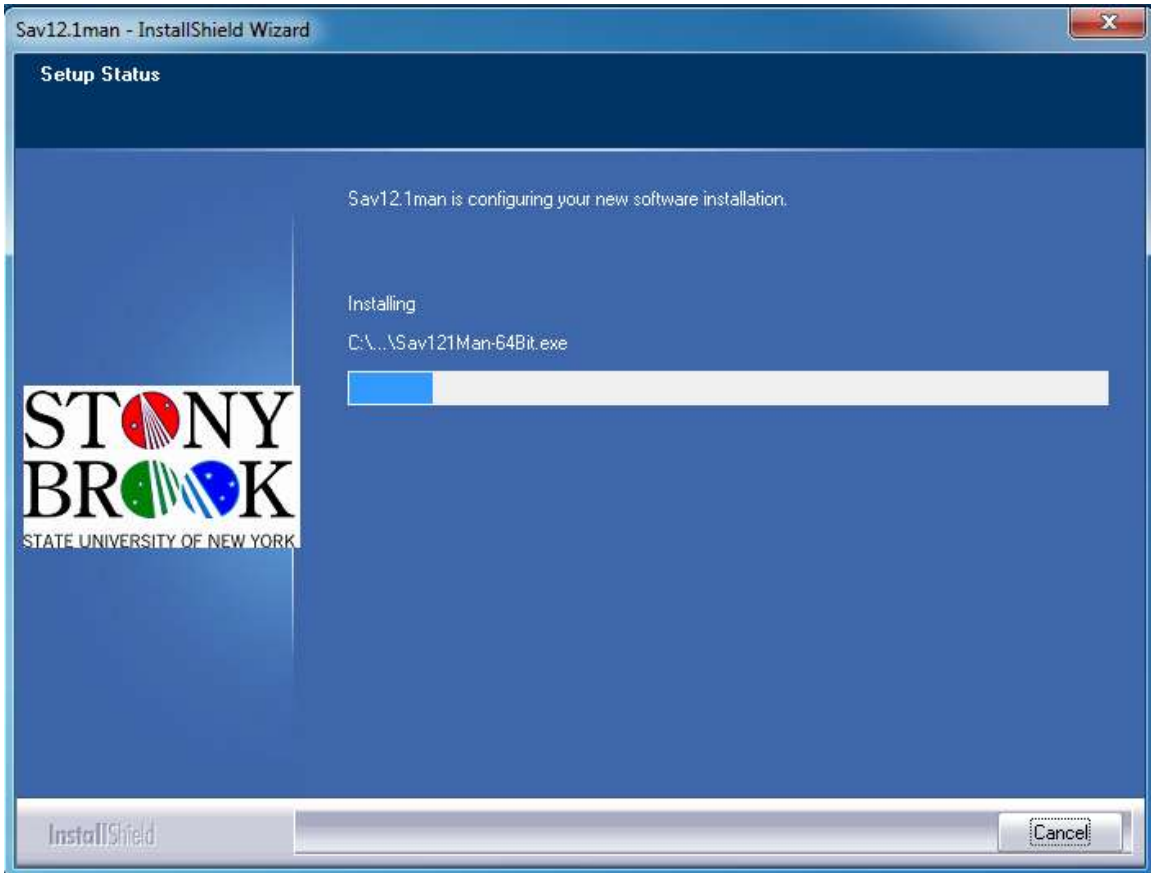 Sav12.1man - InstallShield Wizard
Setup Status
Sav12.1man is configuring your new software installation.
Installing
C:\...\Sav121Man-64Bit.exe
STONY
BROOK
STATE UNIVERSITY OF NEW YORK
InstallShield
Cancel